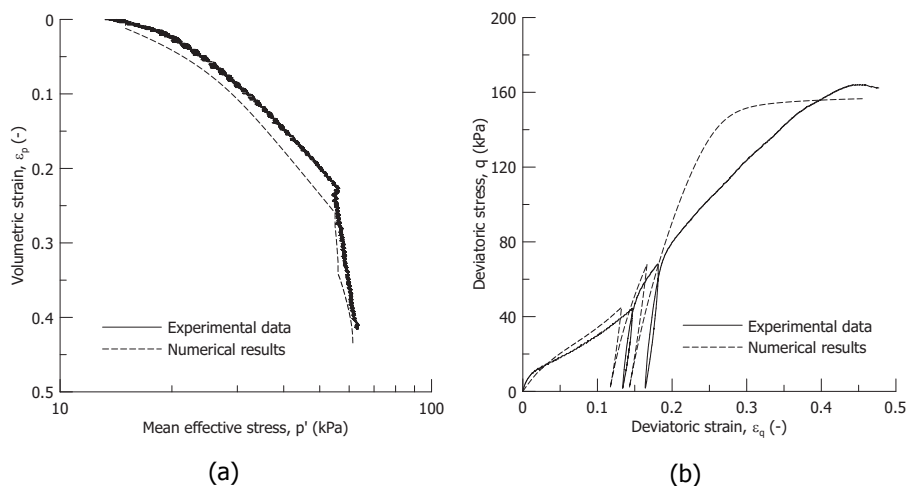 0
0.1
0.2
0.3
0.4
0.5
Volumetric strain, εp (-)
Experimental data
Numerical results
10
100
Mean effective stress, p' (kPa)
(a)
200
160
120
80
40
0
Deviatoric stress, q (kPa)
Experimental data
Numerical results
0
0.1
0.2
0.3
0.4
0.5
Deviatoric strain, εq (-)
(b)